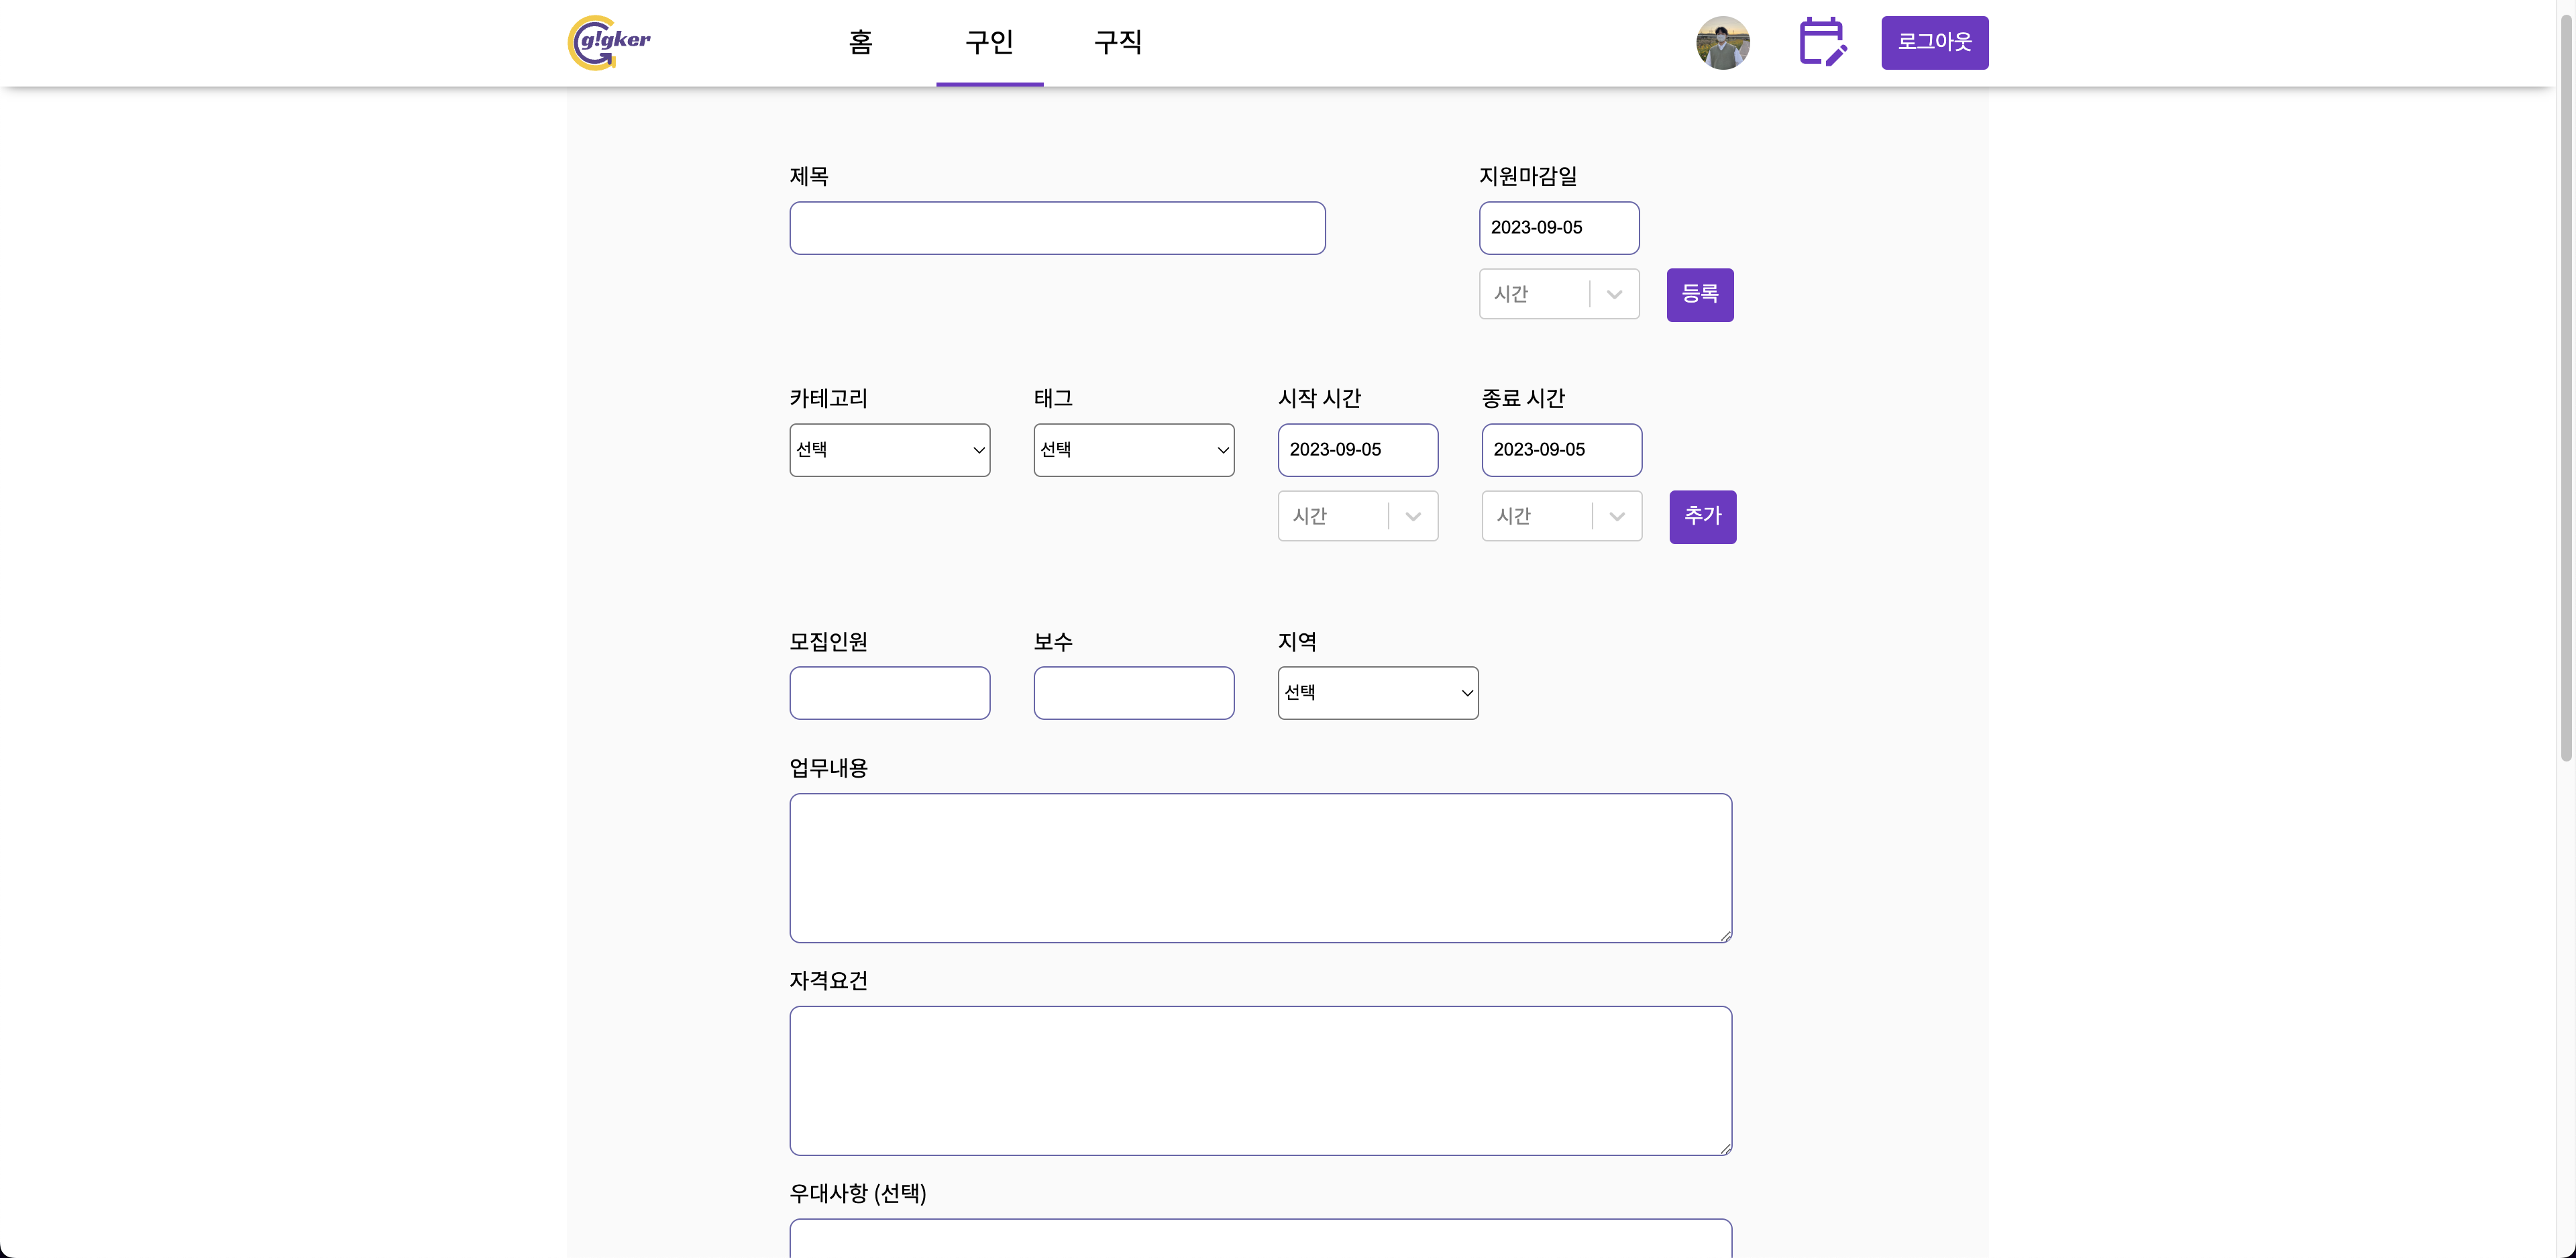 g!gker
홈 구인 구직
로그아웃
제목 지원마감일
2023-09-05
시간 등록
카테고리 태그 시작 시간 종료 시간
선택 선택 2023-09-05 2023-09-05
시간 시간 추가
모집인원 보수 지역
선택
업무내용
자격요건
우대사항 (선택)